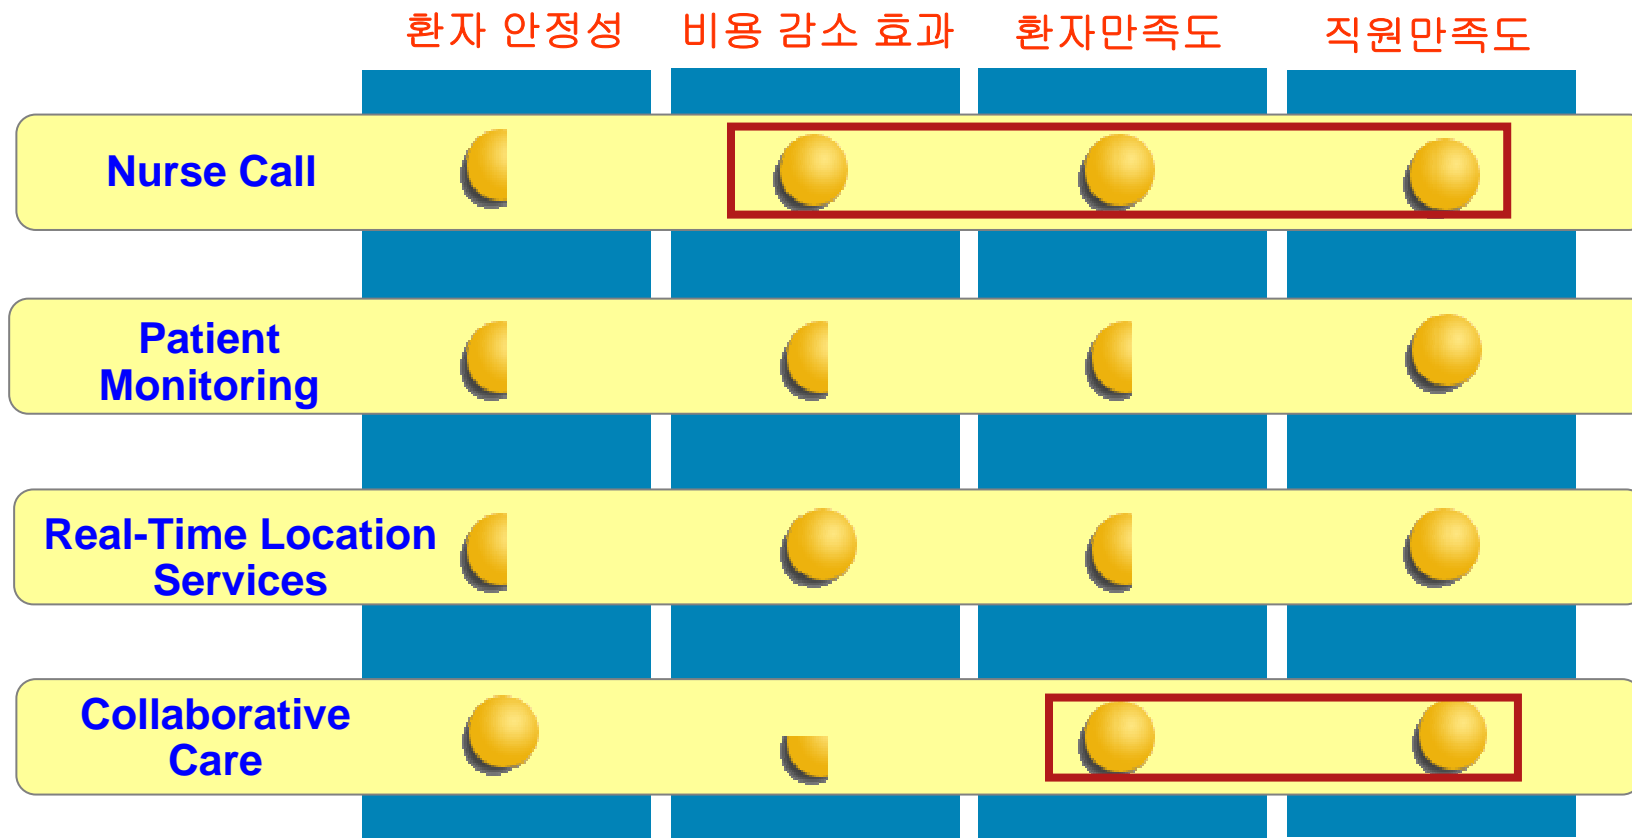 환자 안정성 비용 감소 효과 환자만족도 직원만족도
Nurse Call
Patient
Monitoring
Real-Time Location
Services
Collaborative
Care